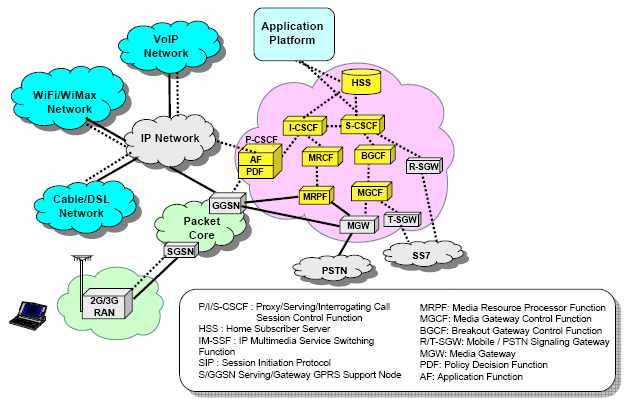 Application
Platform
VoIP
Network
WiFi/WiMax
Network
IP Network
Cable/DSL
Network
HSS
I-CSCF
S-CSCF
P-CSCF
AF
PDF
MRCF
BGCF
R-SGW
MRPF
MGCF
GGSN
Packet
Core
SGSN
MGW
T-SGW
PSTN
SS7
2G/3G
RAN
P/I/S-CSCF : Proxy/Serving/Interrogating Call
Session Control Function
HSS : Home Subscriber Server
IM-SSF : IP Multimedia Service Switching
Function
SIP : Session Initiation Protocol
S/GGSN Serving/Gateway GPRS Support Node
MRPF: Media Resource Processor Function
MGCF: Media Gateway Control Function
BGCF: Breakout Gateway Control Function
R/T-SGW: Mobile / PSTN Signaling Gateway
MGW: Media Gateway
PDF: Policy Decision Function
AF: Application Function